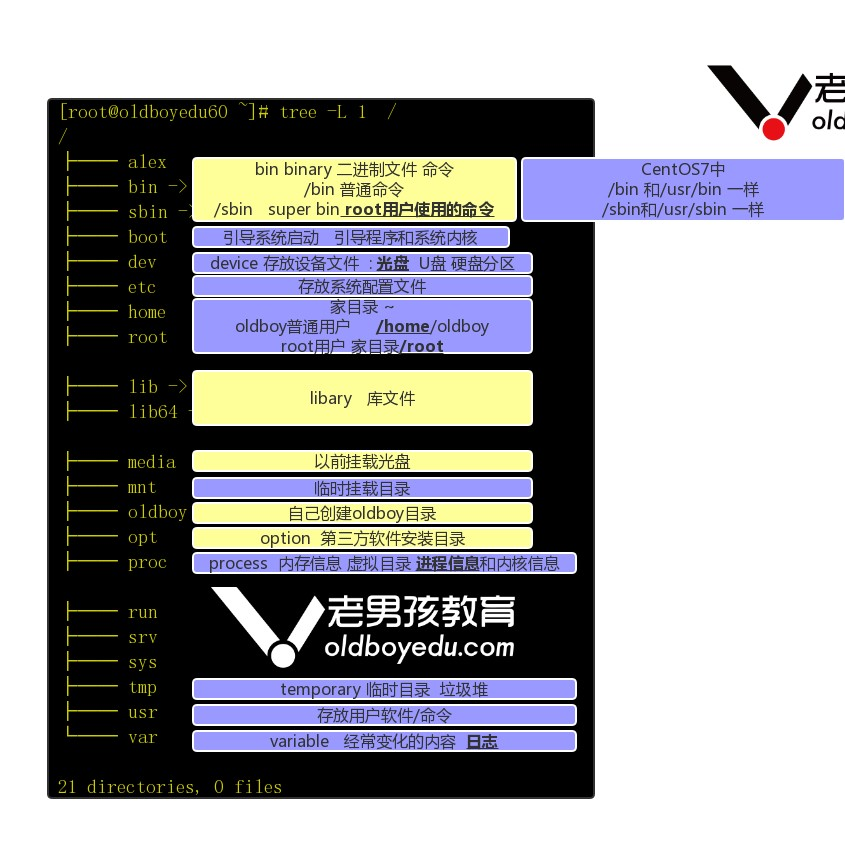 老
old
[root@oldboyedu60 ~]# tree -L 1 /
/
├── alex
├── bin ->
├── sbin ->
bin binary 二进制文件 命令
/bin 普通命令
/sbin super bin root用户使用的命令
CentOS7中
/bin 和/usr/bin 一样
/sbin和/usr/sbin 一样
├── boot 引导系统启动 引导程序和系统内核
├── dev device 存放设备文件 : 光盘 U盘 硬盘分区
├── etc 存放系统配置文件
├── home
├── root
家目录 ~
oldboy普通用户 /home/oldboy
root用户 家目录/root
├── lib ->
├── lib64 -
libary 库文件
├── media 以前挂载光盘
├── mnt 临时挂载目录
├── oldboy 自己创建oldboy目录
├── opt option 第三方软件安装目录
├── proc process 内存信息 虚拟目录 进程信息和内核信息
├── run
├── srv
├── sys
老男孩教育
oldboyedu.com
├── tmp temporary 临时目录 垃圾堆
├── usr 存放用户软件/命令
└── var variable 经常变化的内容 日志
21 directories, 0 files